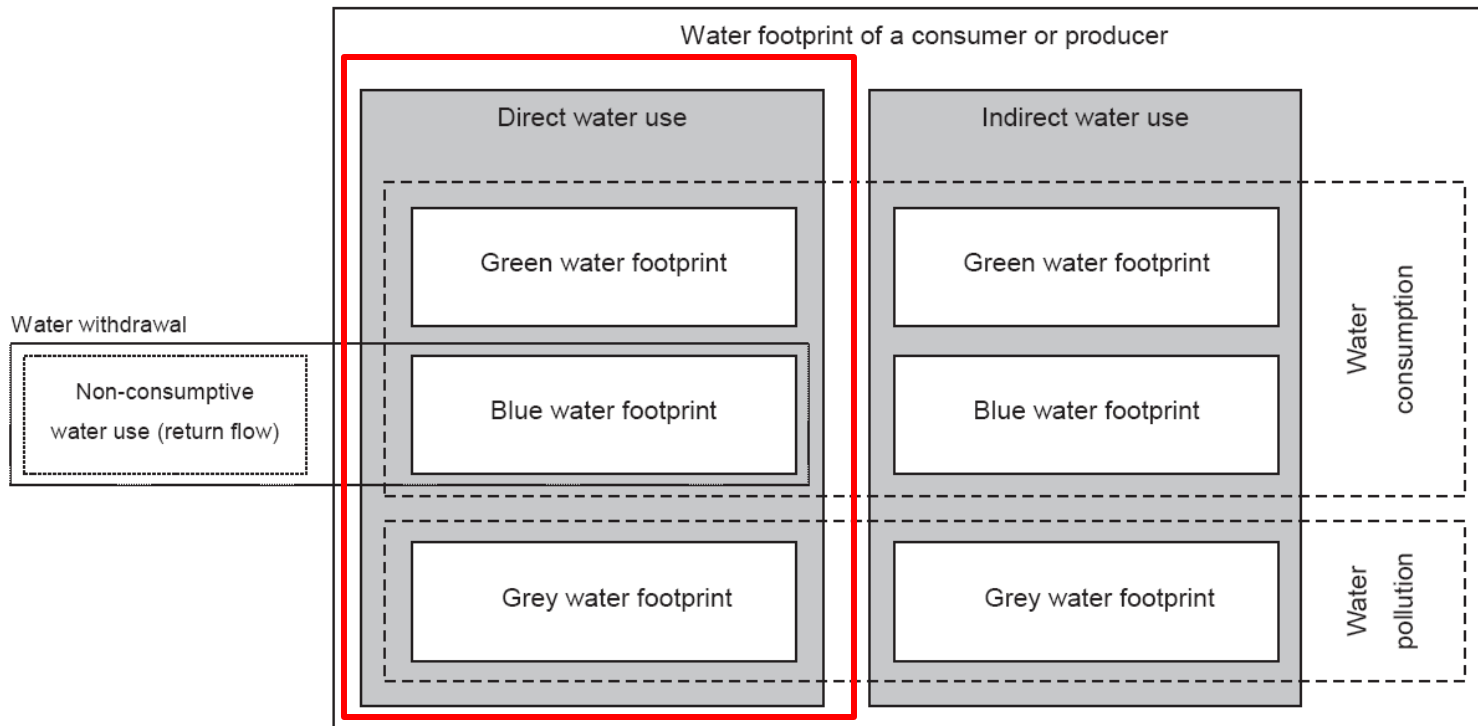 Water footprint of a consumer or producer
Direct water use
Indirect water use
Green water footprint
Green water footprint
Water
consumption
Water withdrawal
Non-consumptive
water use (return flow)
Blue water footprint
Blue water footprint
Grey water footprint
Grey water footprint
Water
pollution